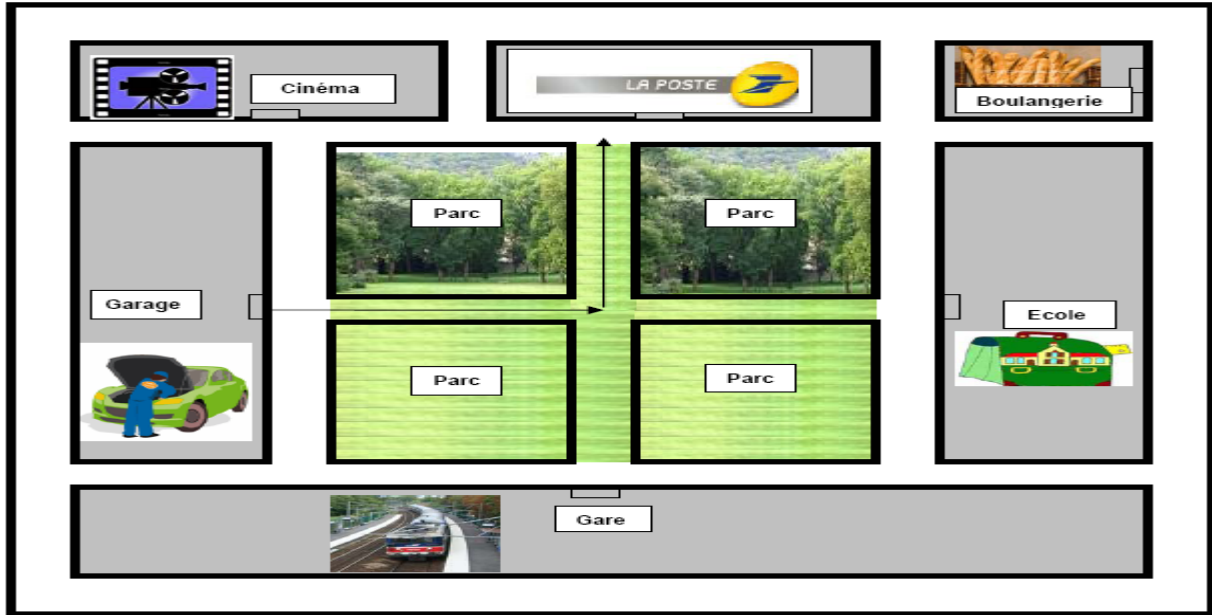 Cinéma
LA POSTE
Boulangerie
Parc
Parc
Garage
Ecole
Parc
Parc
Gare